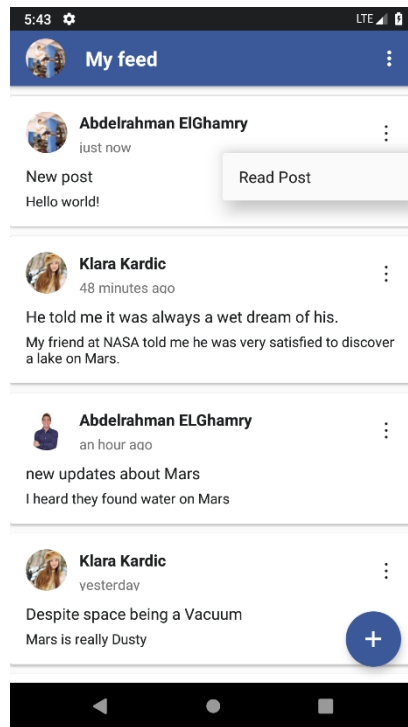 5:43
LTE
My feed
Abdelrahman ElGhamry
just now
New post
Read Post
Hello world!
Klara Kardic
48 minutes ago
He told me it was always a wet dream of his.
My friend at NASA told me he was very satisfied to discover
a lake on Mars.
Abdelrahman ELGhamry
an hour ago
new updates about Mars
I heard they found water on Mars
Klara Kardic
yesterday
Despite space being a Vacuum
Mars is really Dusty
+